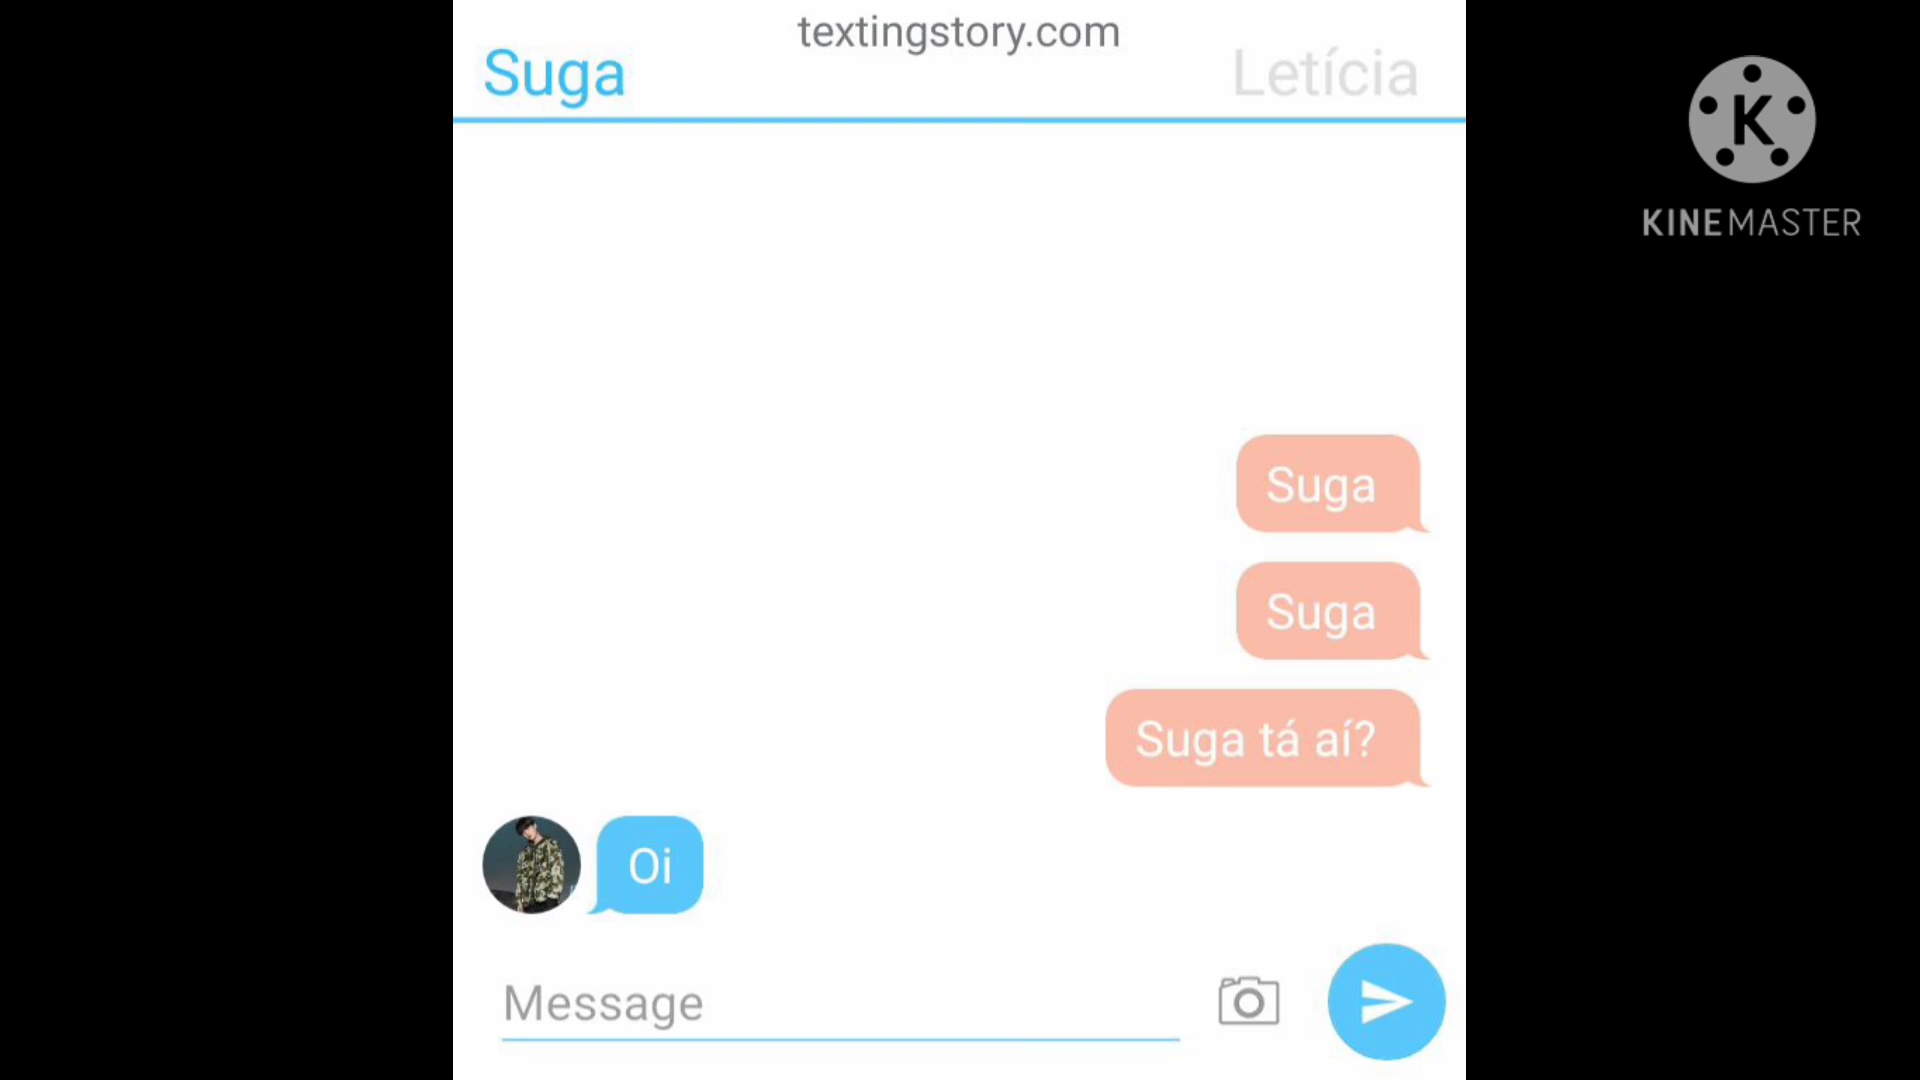 textingstory.com
Suga
Letícia
K
KINEMASTER
Suga
Suga
Suga tá aí?
Oi
Message